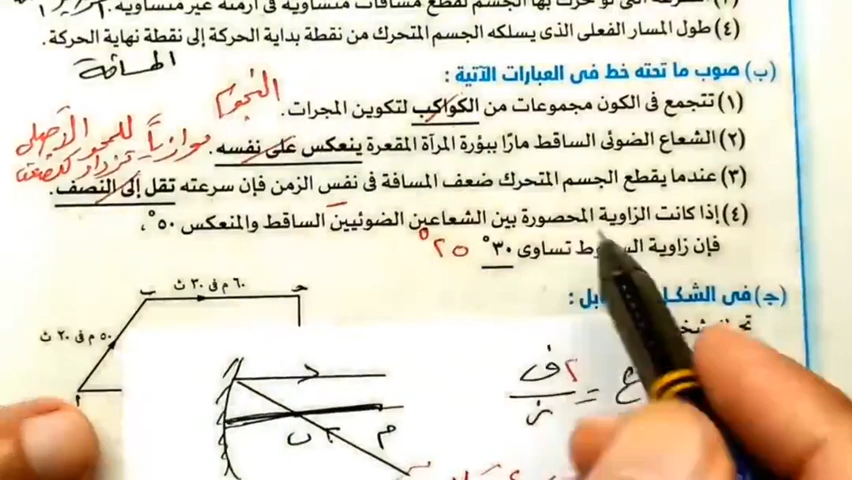 (٤) طول المسار الفعلى الذى يسلكه الجسم المتحرك من نقطة بداية الحركة إلى نقطة نهاية الحركة.
المسافة
(ب) صوب ما تحته خط فى العبارات الآتية :
النجوم
(١) تتجمع فى الكون مجموعات من الكواكب لتكوين المجرات.
موازياً للمحور الأصلى
(٢) الشعاع الضوئى الساقط مارًا ببؤرة المرآة المقعرة ينعكس على نفسه.
تزداد للضعف
(٣) عندما يقطع الجسم المتحرك ضعف المسافة فى نفس الزمن فإن سرعته تقل إلى النصف.
(٤) إذا كانت الزاوية المحصورة بين الشعاعين الضوئيين الساقط والمنعكس ٥٠°،
فإن زاوية السقوط تساوى ٣٠° ٢٥°
(ج) فى الشكل
ب ٦٠ م فى ٣٠ ث ج
٥٠ م فى ٢٠ ث
أ
ع = ٢ف / ز
ب م